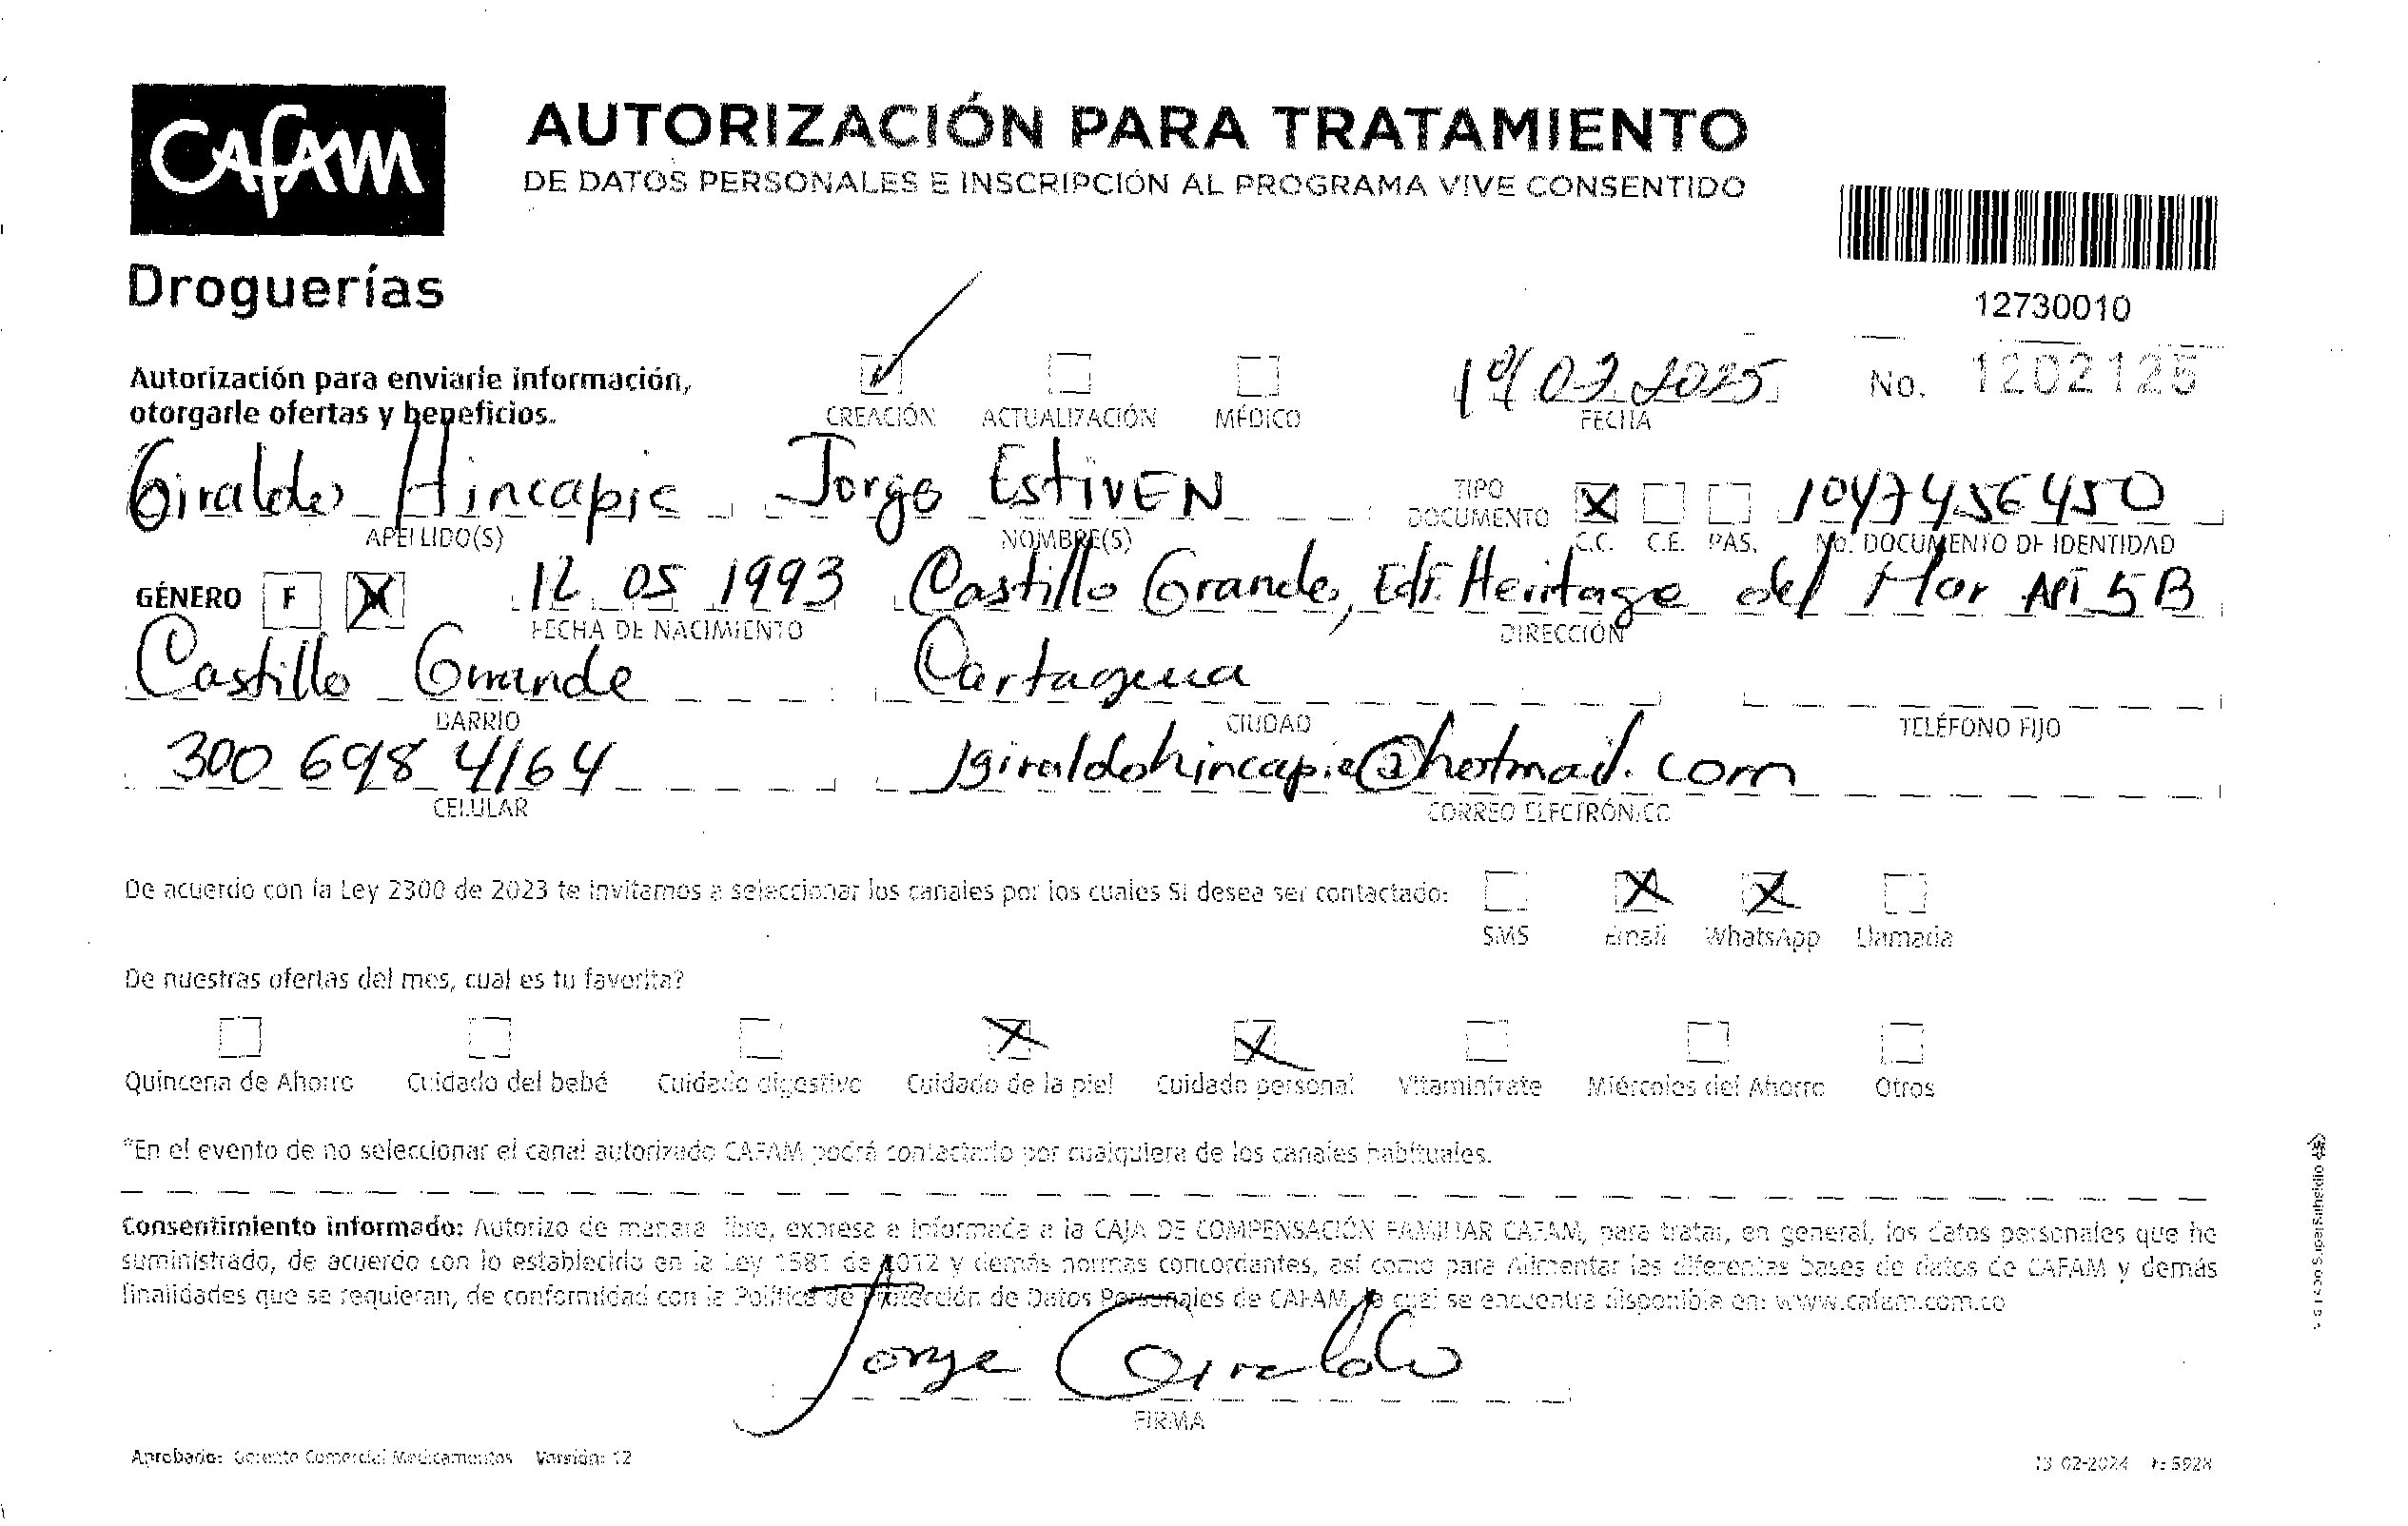 CAFAM
Droguerías
AUTORIZACIÓN PARA TRATAMIENTO
DE DATOS PERSONALES E INSCRIPCIÓN AL PROGRAMA VIVE CONSENTIDO
12730010
No. 1202125
Autorización para enviarle información,
otorgarle ofertas y beneficios.
CREACIÓN ACTUALIZACIÓN MÉDICO
2025
FECHA
Giraldo Hincapie Jorge EstivEN
TIPO DOCUMENTO X 1047456450
APELLIDO(S) NOMBRE(S) C.C. C.E. PAS. No. DOCUMENTO DE IDENTIDAD
GÉNERO F X 12 05 1993 Castillo Grande, Edf. Heritage del Mar APT 5B
FECHA DE NACIMIENTO DIRECCIÓN
Castillo Grande Cartagena
BARRIO CIUDAD TELÉFONO FIJO
300 698 4164 Jgiraldohincapie@hotmail.com
CELULAR CORREO ELECTRÓNICO
De acuerdo con la Ley 2300 de 2023 te invitamos a seleccionar los canales por los cuales SI desea ser contactado:
X X
SMS Email WhatsApp Llamada
De nuestras ofertas del mes, cual es tu favorita?
X X
Quincena de Ahorro Cuidado del bebé Cuidado digestivo Cuidado de la piel Cuidado personal Vitamínizate Miércoles del Ahorro Otros
*En el evento de no seleccionar el canal autorizado CAFAM podrá contactarlo por cualquiera de los canales habituales.
Consentimiento informado: Autorizo de manera libre, expresa e informada a la CAJA DE COMPENSACIÓN FAMILIAR CAFAM, para tratar, en general, los datos personales que he
suministrado, de acuerdo con lo establecido en la Ley 1581 de 2012 y demás normas concordantes, así como para Alimentar las diferentes bases de datos de CAFAM y demás
finalidades que se requieran, de conformidad con la Política de Protección de Datos Personales de CAFAM, la cual se encuentra disponible en: www.cafam.com.co
Jorge Giraldo
FIRMA
Aprobado: Gerente Comercial Medicamentos Versión: 12
13-02-2024
SuperSubsidio